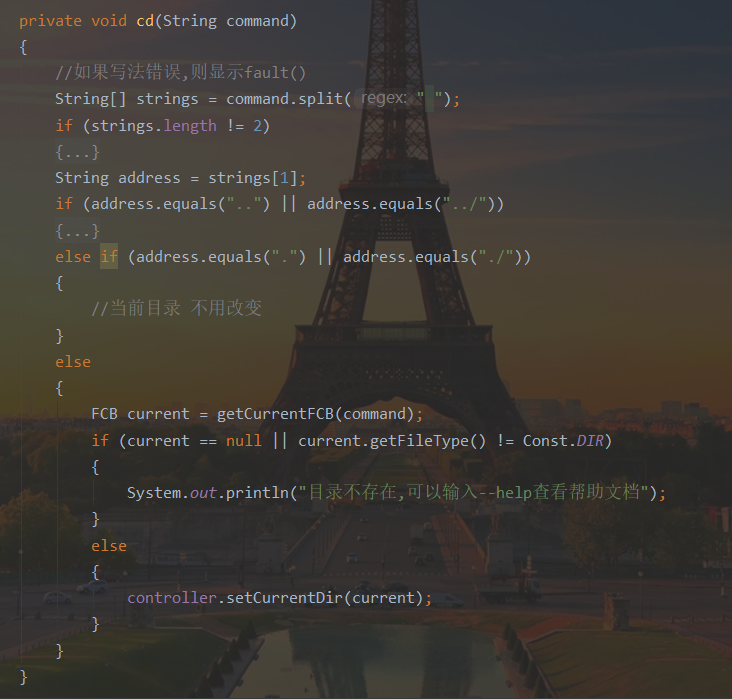 private void cd(String command)
{
    //如果写法错误,则显示fault()
    String[] strings = command.split( regex: " ");
    if (strings.length != 2)
    {...}
    String address = strings[1];
    if (address.equals("..") || address.equals("../"))
    {...}
    else if (address.equals(".") || address.equals("./"))
    {
        //当前目录 不用改变
    }
    else
    {
        FCB current = getCurrentFCB(command);
        if (current == null || current.getFileType() != Const.DIR)
        {
            System.out.println("目录不存在,可以输入--help查看帮助文档");
        }
        else
        {
            controller.setCurrentDir(current);
        }
    }
}